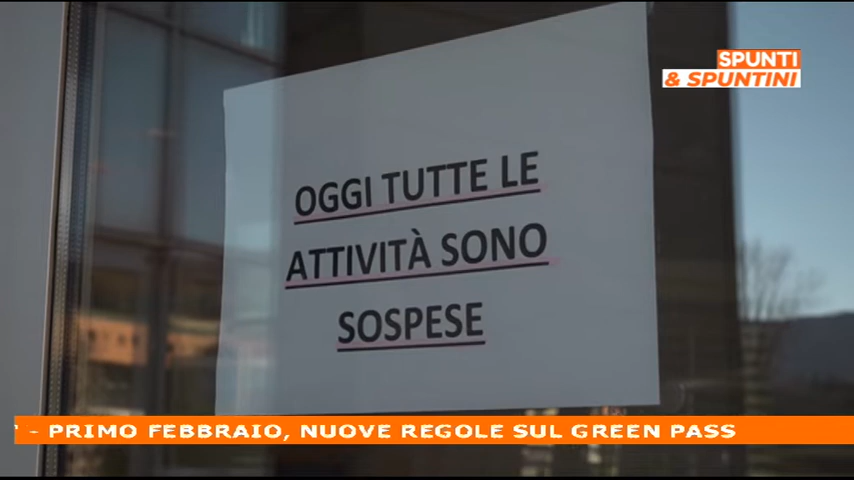 SPUNTI
& SPUNTINI
OGGI TUTTE LE
ATTIVITÀ SONO
SOSPESE
- PRIMO FEBBRAIO, NUOVE REGOLE SUL GREEN PASS